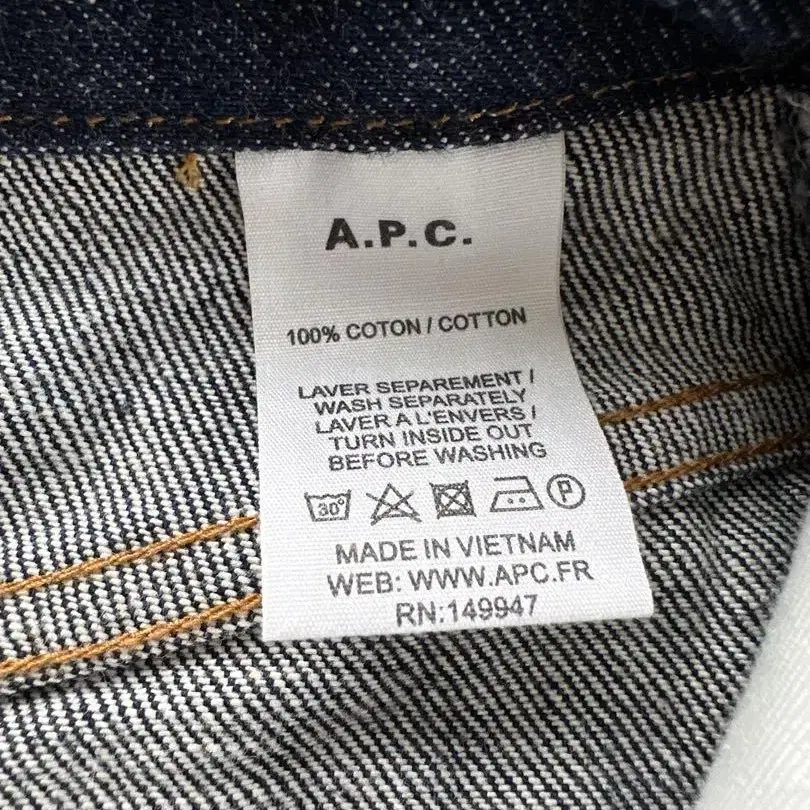 A.P.C.
100% COTON / COTTON
LAVER SEPAREMENT /
WASH SEPARATELY
LAVER A L'ENVERS /
TURN INSIDE OUT
BEFORE WASHING
30° P
MADE IN VIETNAM
WEB: WWW.APC.FR
RN:149947